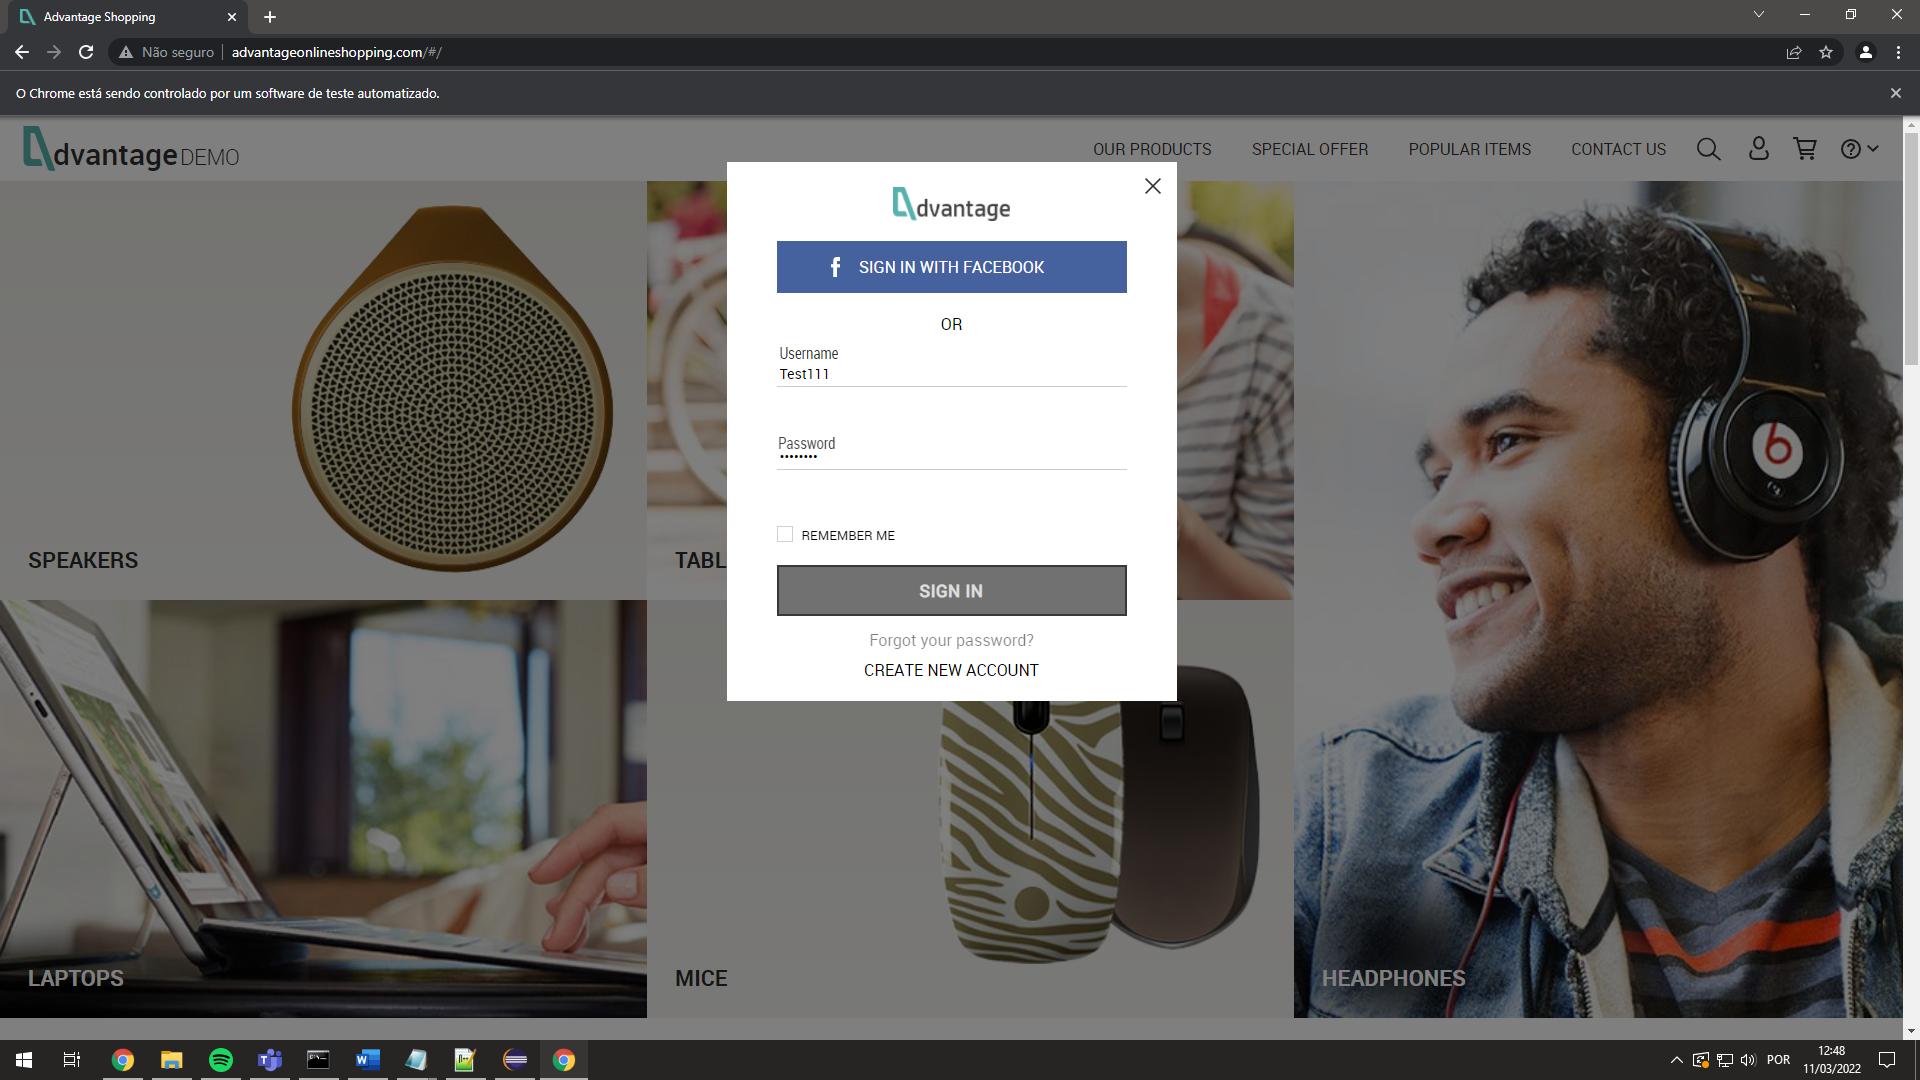 Advantage Shopping
Não seguro
advantageonlineshopping.com/#/
O Chrome está sendo controlado por um software de teste automatizado.
dvantage DEMO
OUR PRODUCTS
SPECIAL OFFER
POPULAR ITEMS
CONTACT US
dvantage
SIGN IN WITH FACEBOOK
OR
Username
Test111
Password
••••••••
REMEMBER ME
SIGN IN
Forgot your password?
CREATE NEW ACCOUNT
SPEAKERS
TABL
LAPTOPS
MICE
HEADPHONES
POR
12:48
11/03/2022